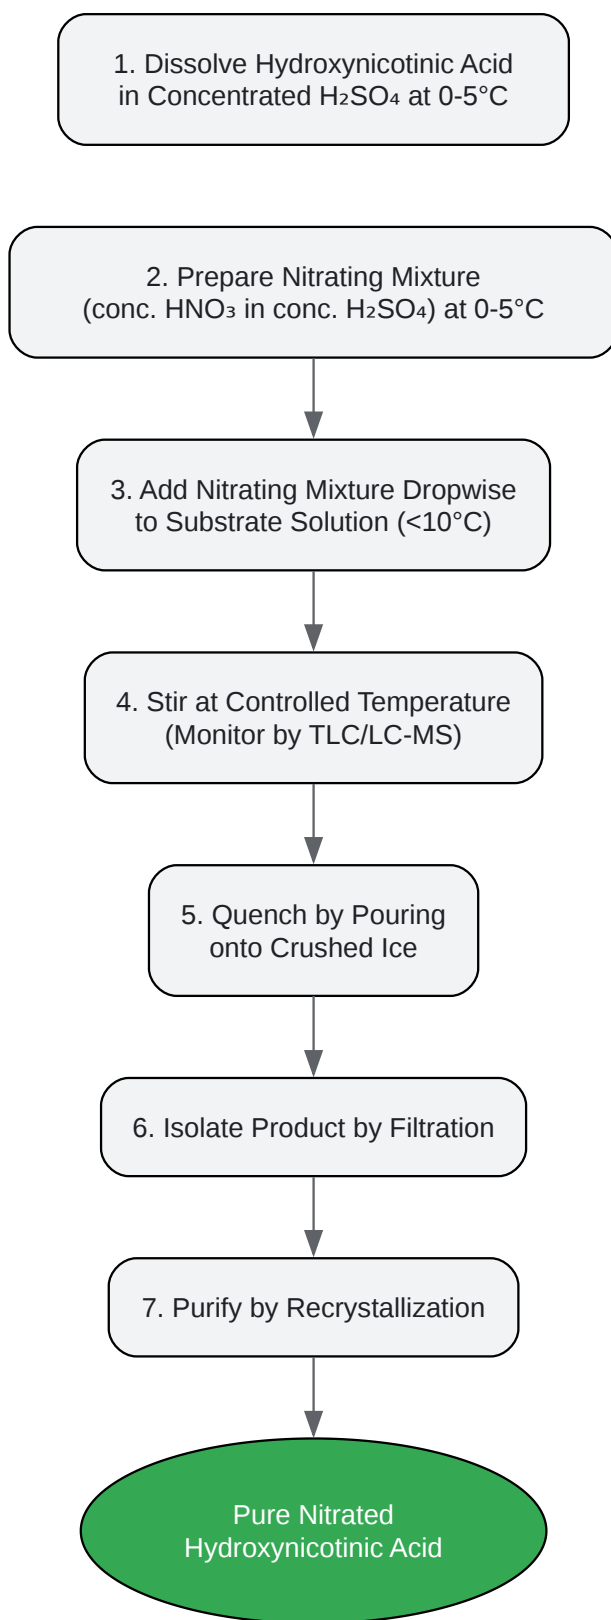 1. Dissolve Hydroxynicotinic Acid
in Concentrated H₂SO₄ at 0-5°C
2. Prepare Nitrating Mixture
(conc. HNO₃ in conc. H₂SO₄) at 0-5°C
3. Add Nitrating Mixture Dropwise
to Substrate Solution (<10°C)
4. Stir at Controlled Temperature
(Monitor by TLC/LC-MS)
5. Quench by Pouring
onto Crushed Ice
6. Isolate Product by Filtration
7. Purify by Recrystallization
Pure Nitrated
Hydroxynicotinic Acid